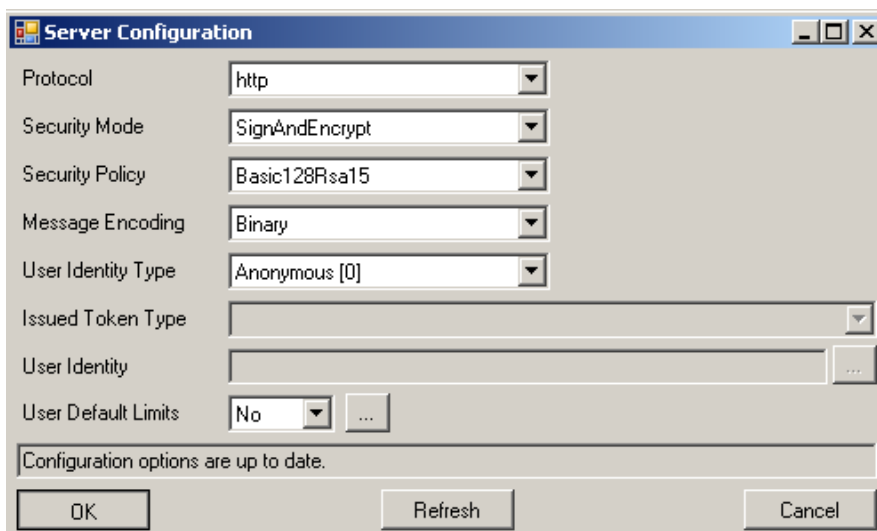 Server Configuration
Protocol http
Security Mode SignAndEncrypt
Security Policy Basic128Rsa15
Message Encoding Binary
User Identity Type Anonymous [0]
Issued Token Type
User Identity ...
User Default Limits No ...
Configuration options are up to date.
OK Refresh Cancel